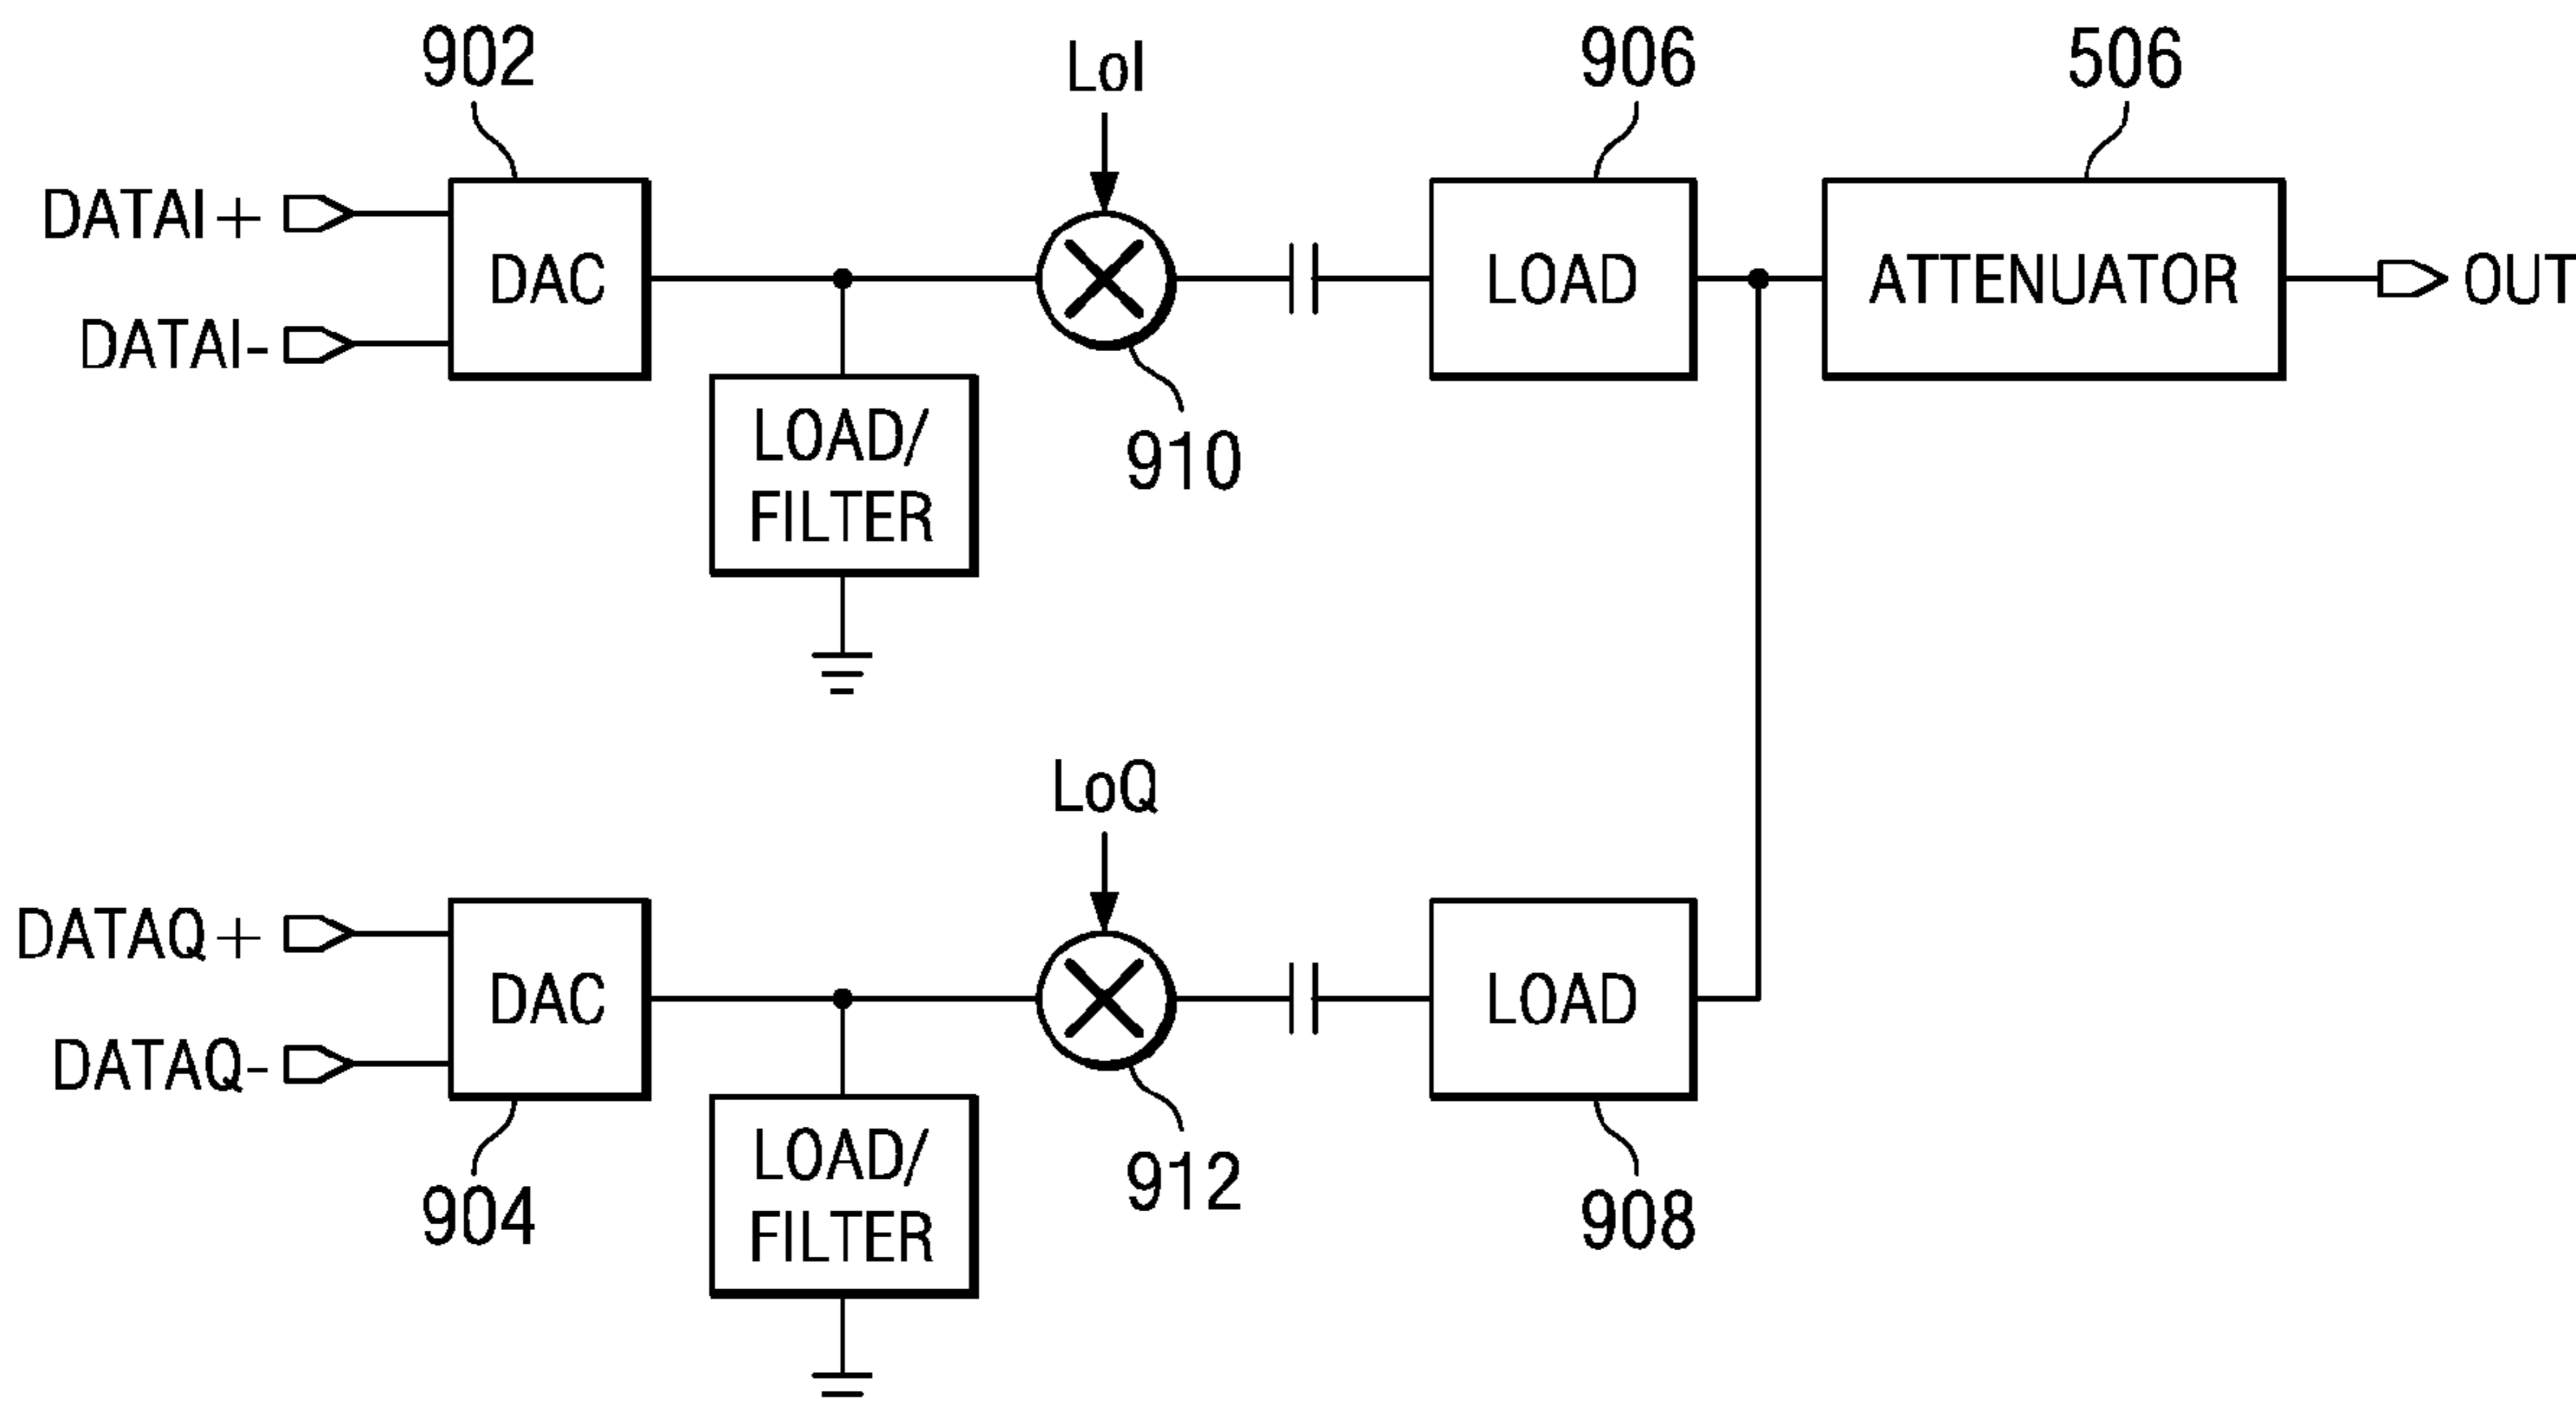 902
LoI
906
506
DATAI+
DAC
LOAD
ATTENUATOR
OUT
DATAI-
LOAD/
FILTER
910
LoQ
DATAQ+
DAC
LOAD
DATAQ-
LOAD/
FILTER
904
912
908